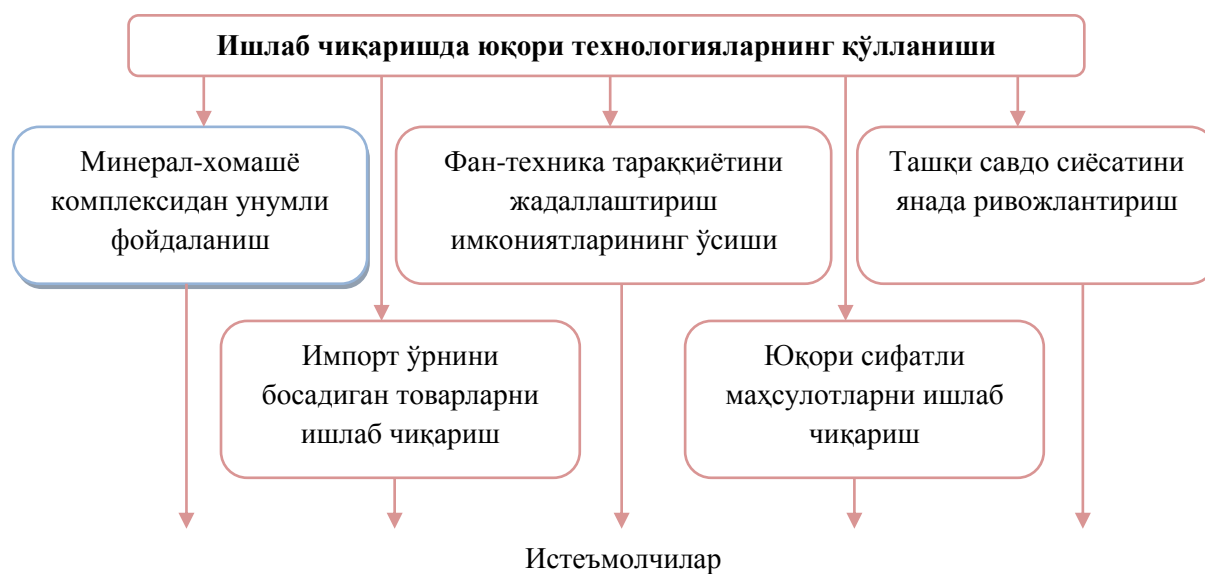 Ишлаб чиқаришда юқори технологияларнинг қўлланиши
Минерал-хомашё
комплексидан унумли
фойдаланиш
Фан-техника тараққиётини
жадаллаштириш
имкониятларининг ўсиши
Ташқи савдо сиёсатини
янада ривожлантириш
Импорт ўрнини
босадиган товарларни
ишлаб чиқариш
Юқори сифатли
маҳсулотларни ишлаб
чиқариш
Истеъмолчилар